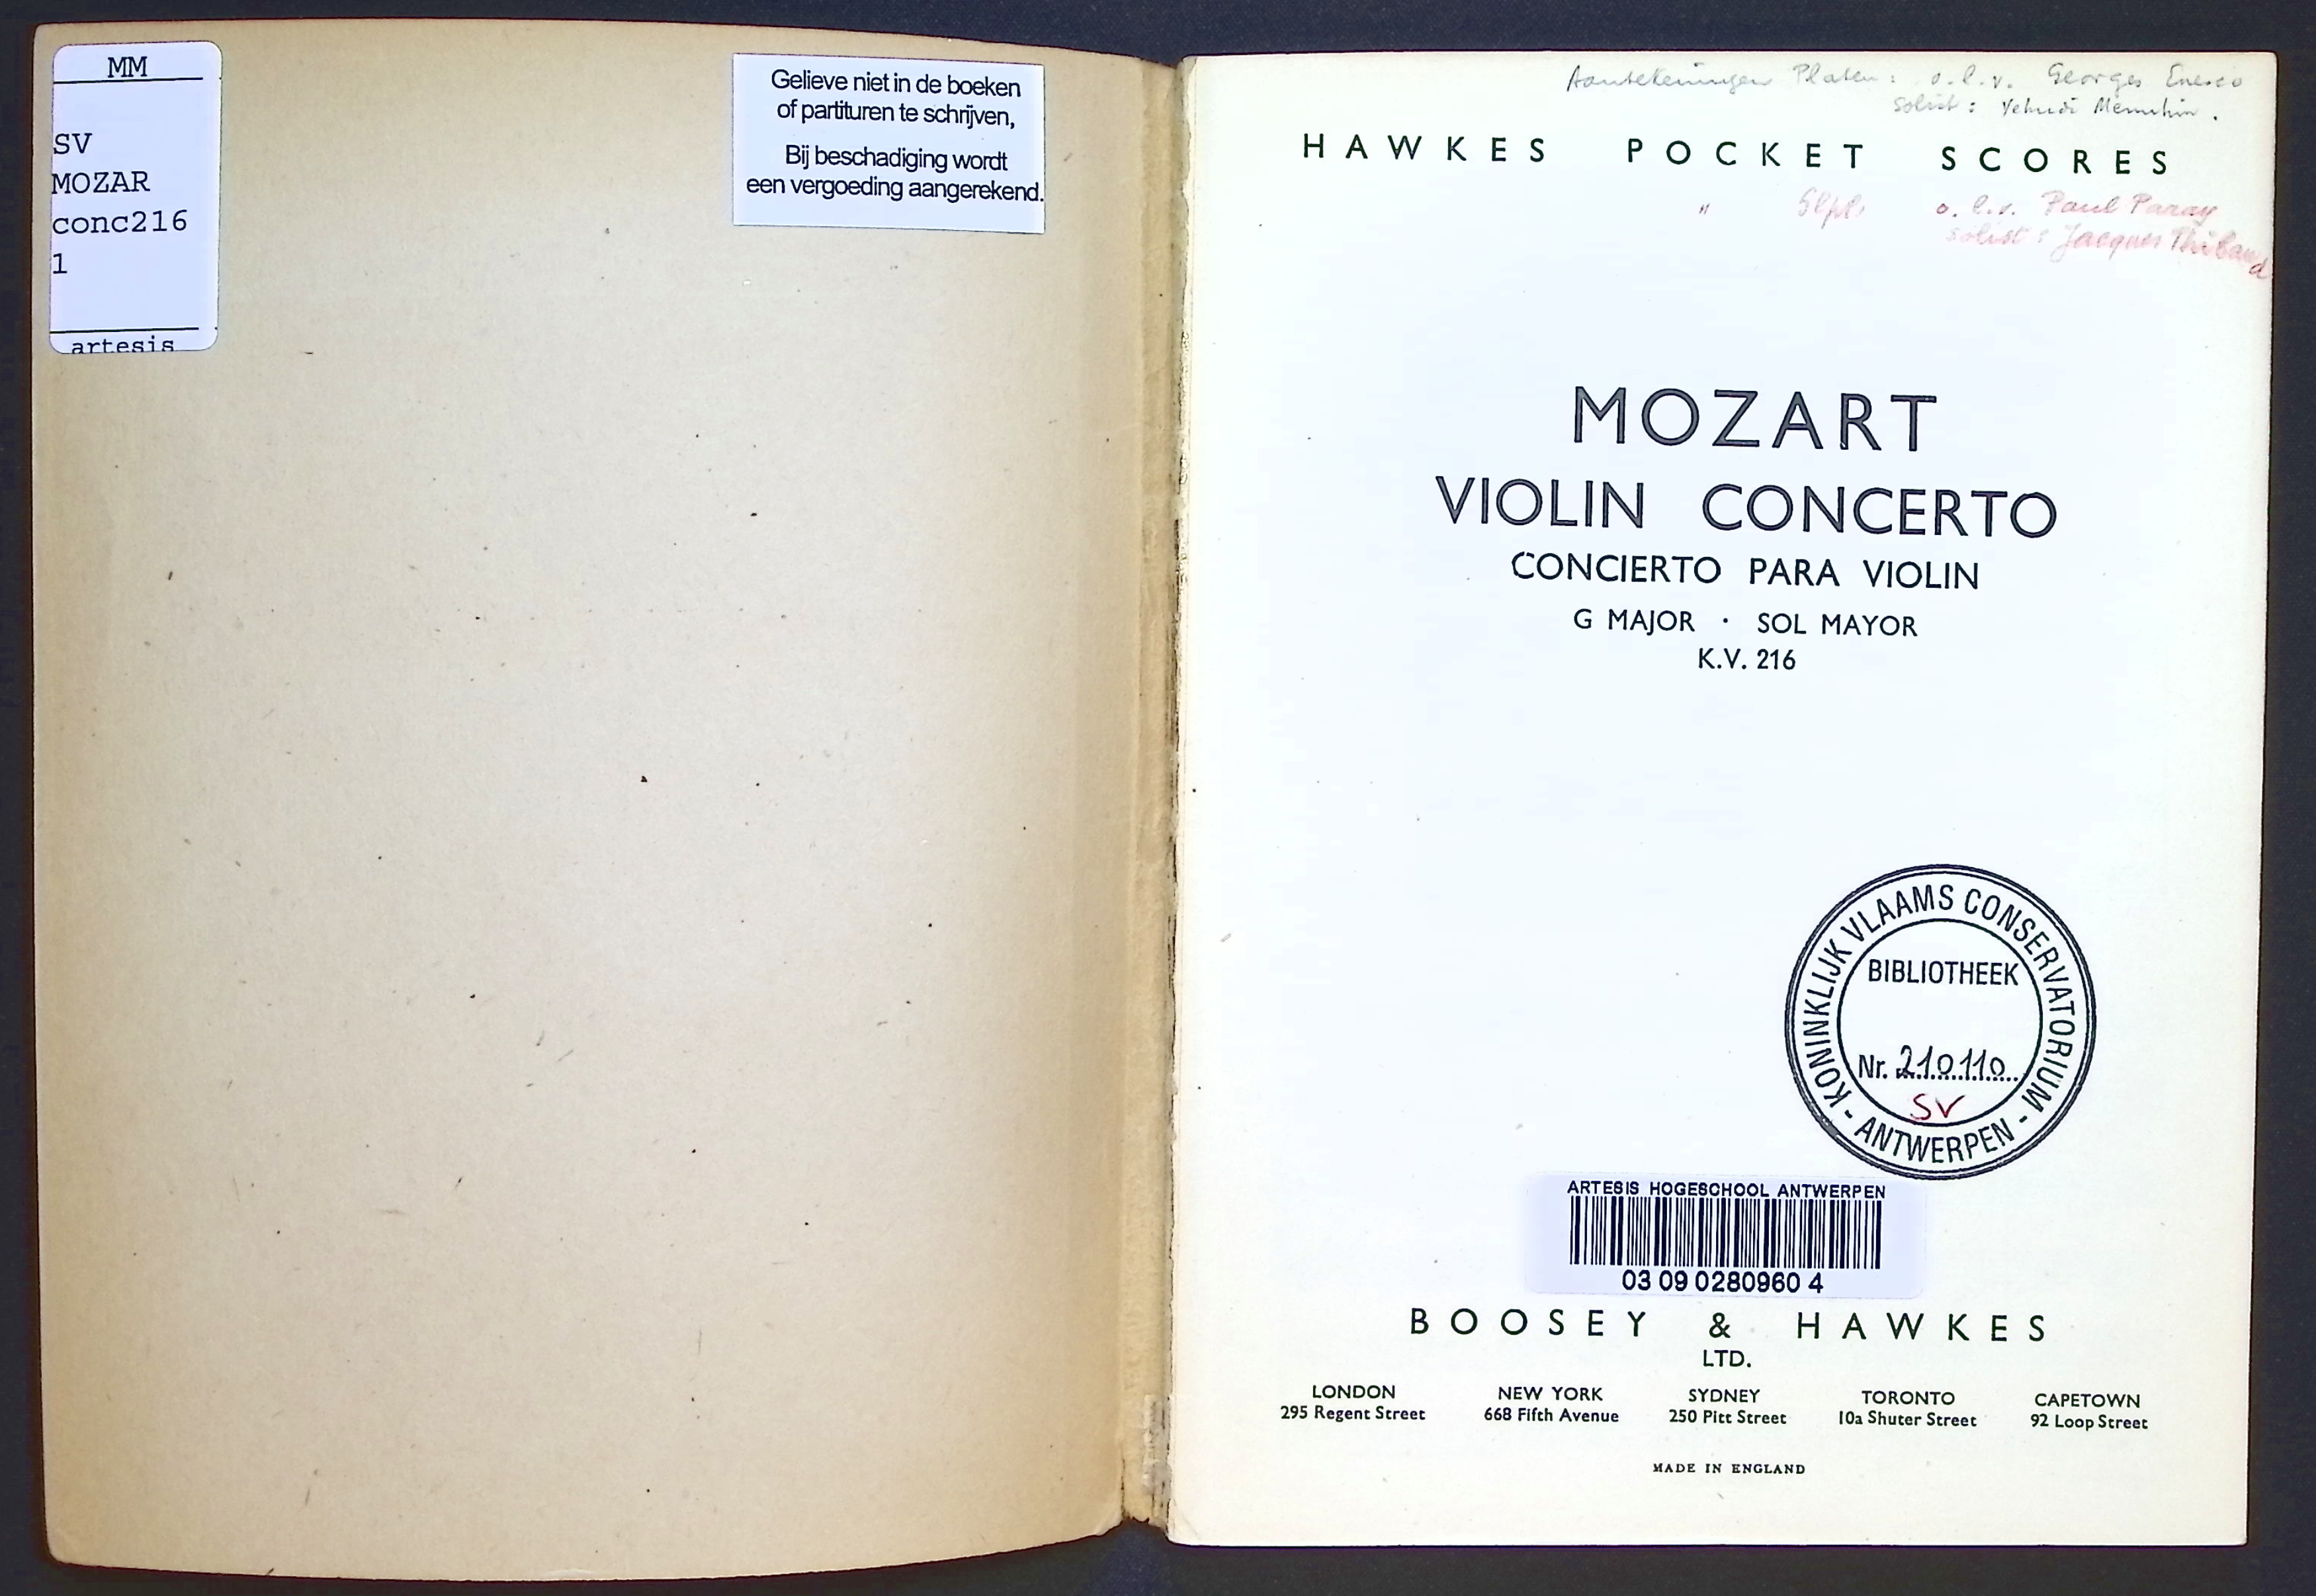 MM
SV
MOZAR
conc216
1
artesis
Gelieve niet in de boeken
of partituren te schrijven,
Bij beschadiging wordt
een vergoeding aangerekend.
Aantekeningen Platen: o.l.v. Georges Enesco
solist: Yehudi Menuhin.
HAWKES POCKET SCORES
" o.l.v. Paul Paray
solist: Jacques Thibaud
MOZART
VIOLIN CONCERTO
CONCIERTO PARA VIOLIN
G MAJOR · SOL MAYOR
K.V. 216
KONINKLIJK VLAAMS CONSERVATORIUM - ANTWERPEN -
BIBLIOTHEEK
Nr. 210110
SV
ARTESIS HOGESCHOOL ANTWERPEN
03 09 0280960 4
BOOSEY & HAWKES
LTD.
LONDON NEW YORK SYDNEY TORONTO CAPETOWN
295 Regent Street 668 Fifth Avenue 250 Pitt Street 10a Shuter Street 92 Loop Street
MADE IN ENGLAND